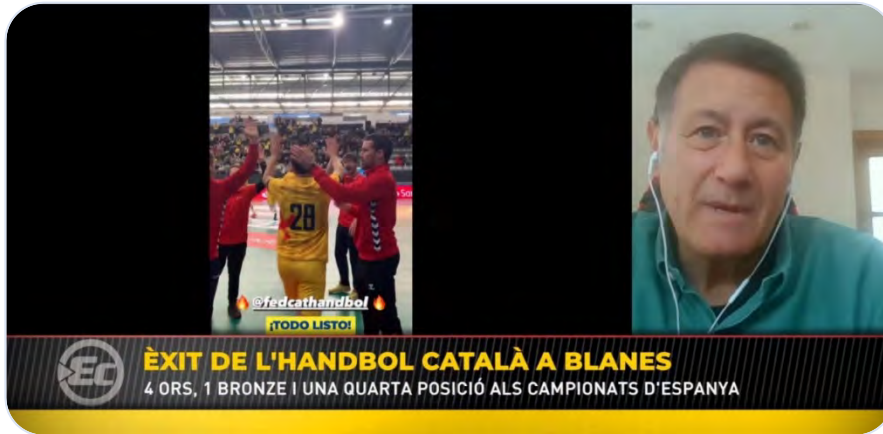 28
@fedcathandbol
¡TODO LISTO!
EC
ÈXIT DE L'HANDBOL CATALÀ A BLANES
4 ORS, 1 BRONZE I UNA QUARTA POSICIÓ ALS CAMPIONATS D'ESPANYA